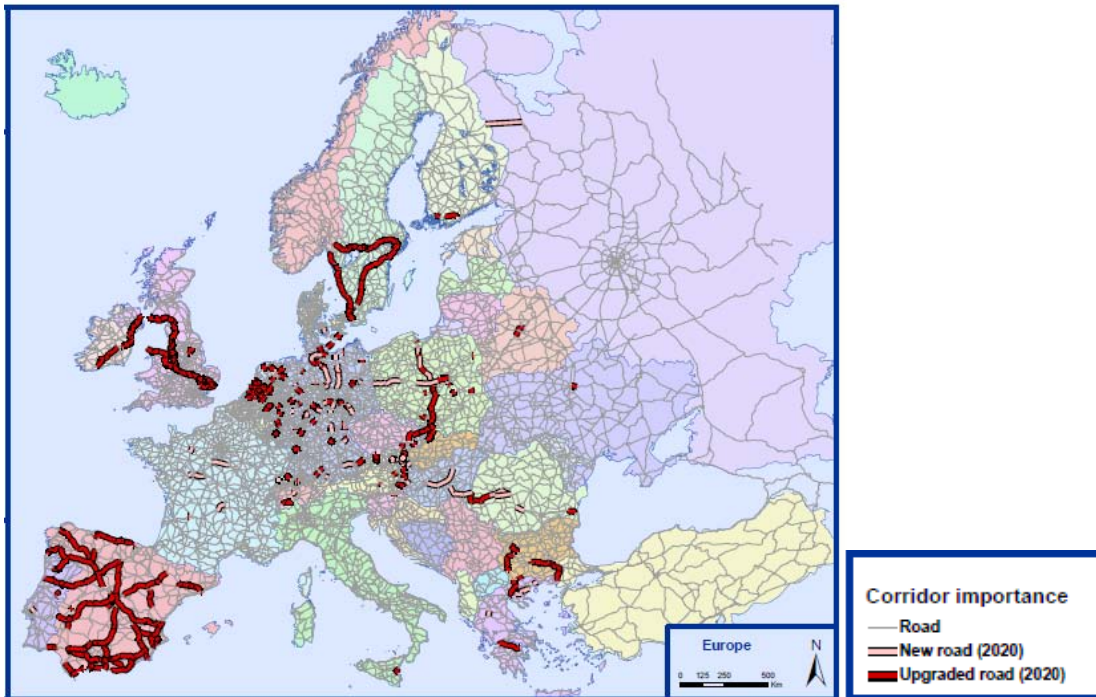 Europe
N
0 125 250 500
Km
Corridor importance
Road
New road (2020)
Upgraded road (2020)